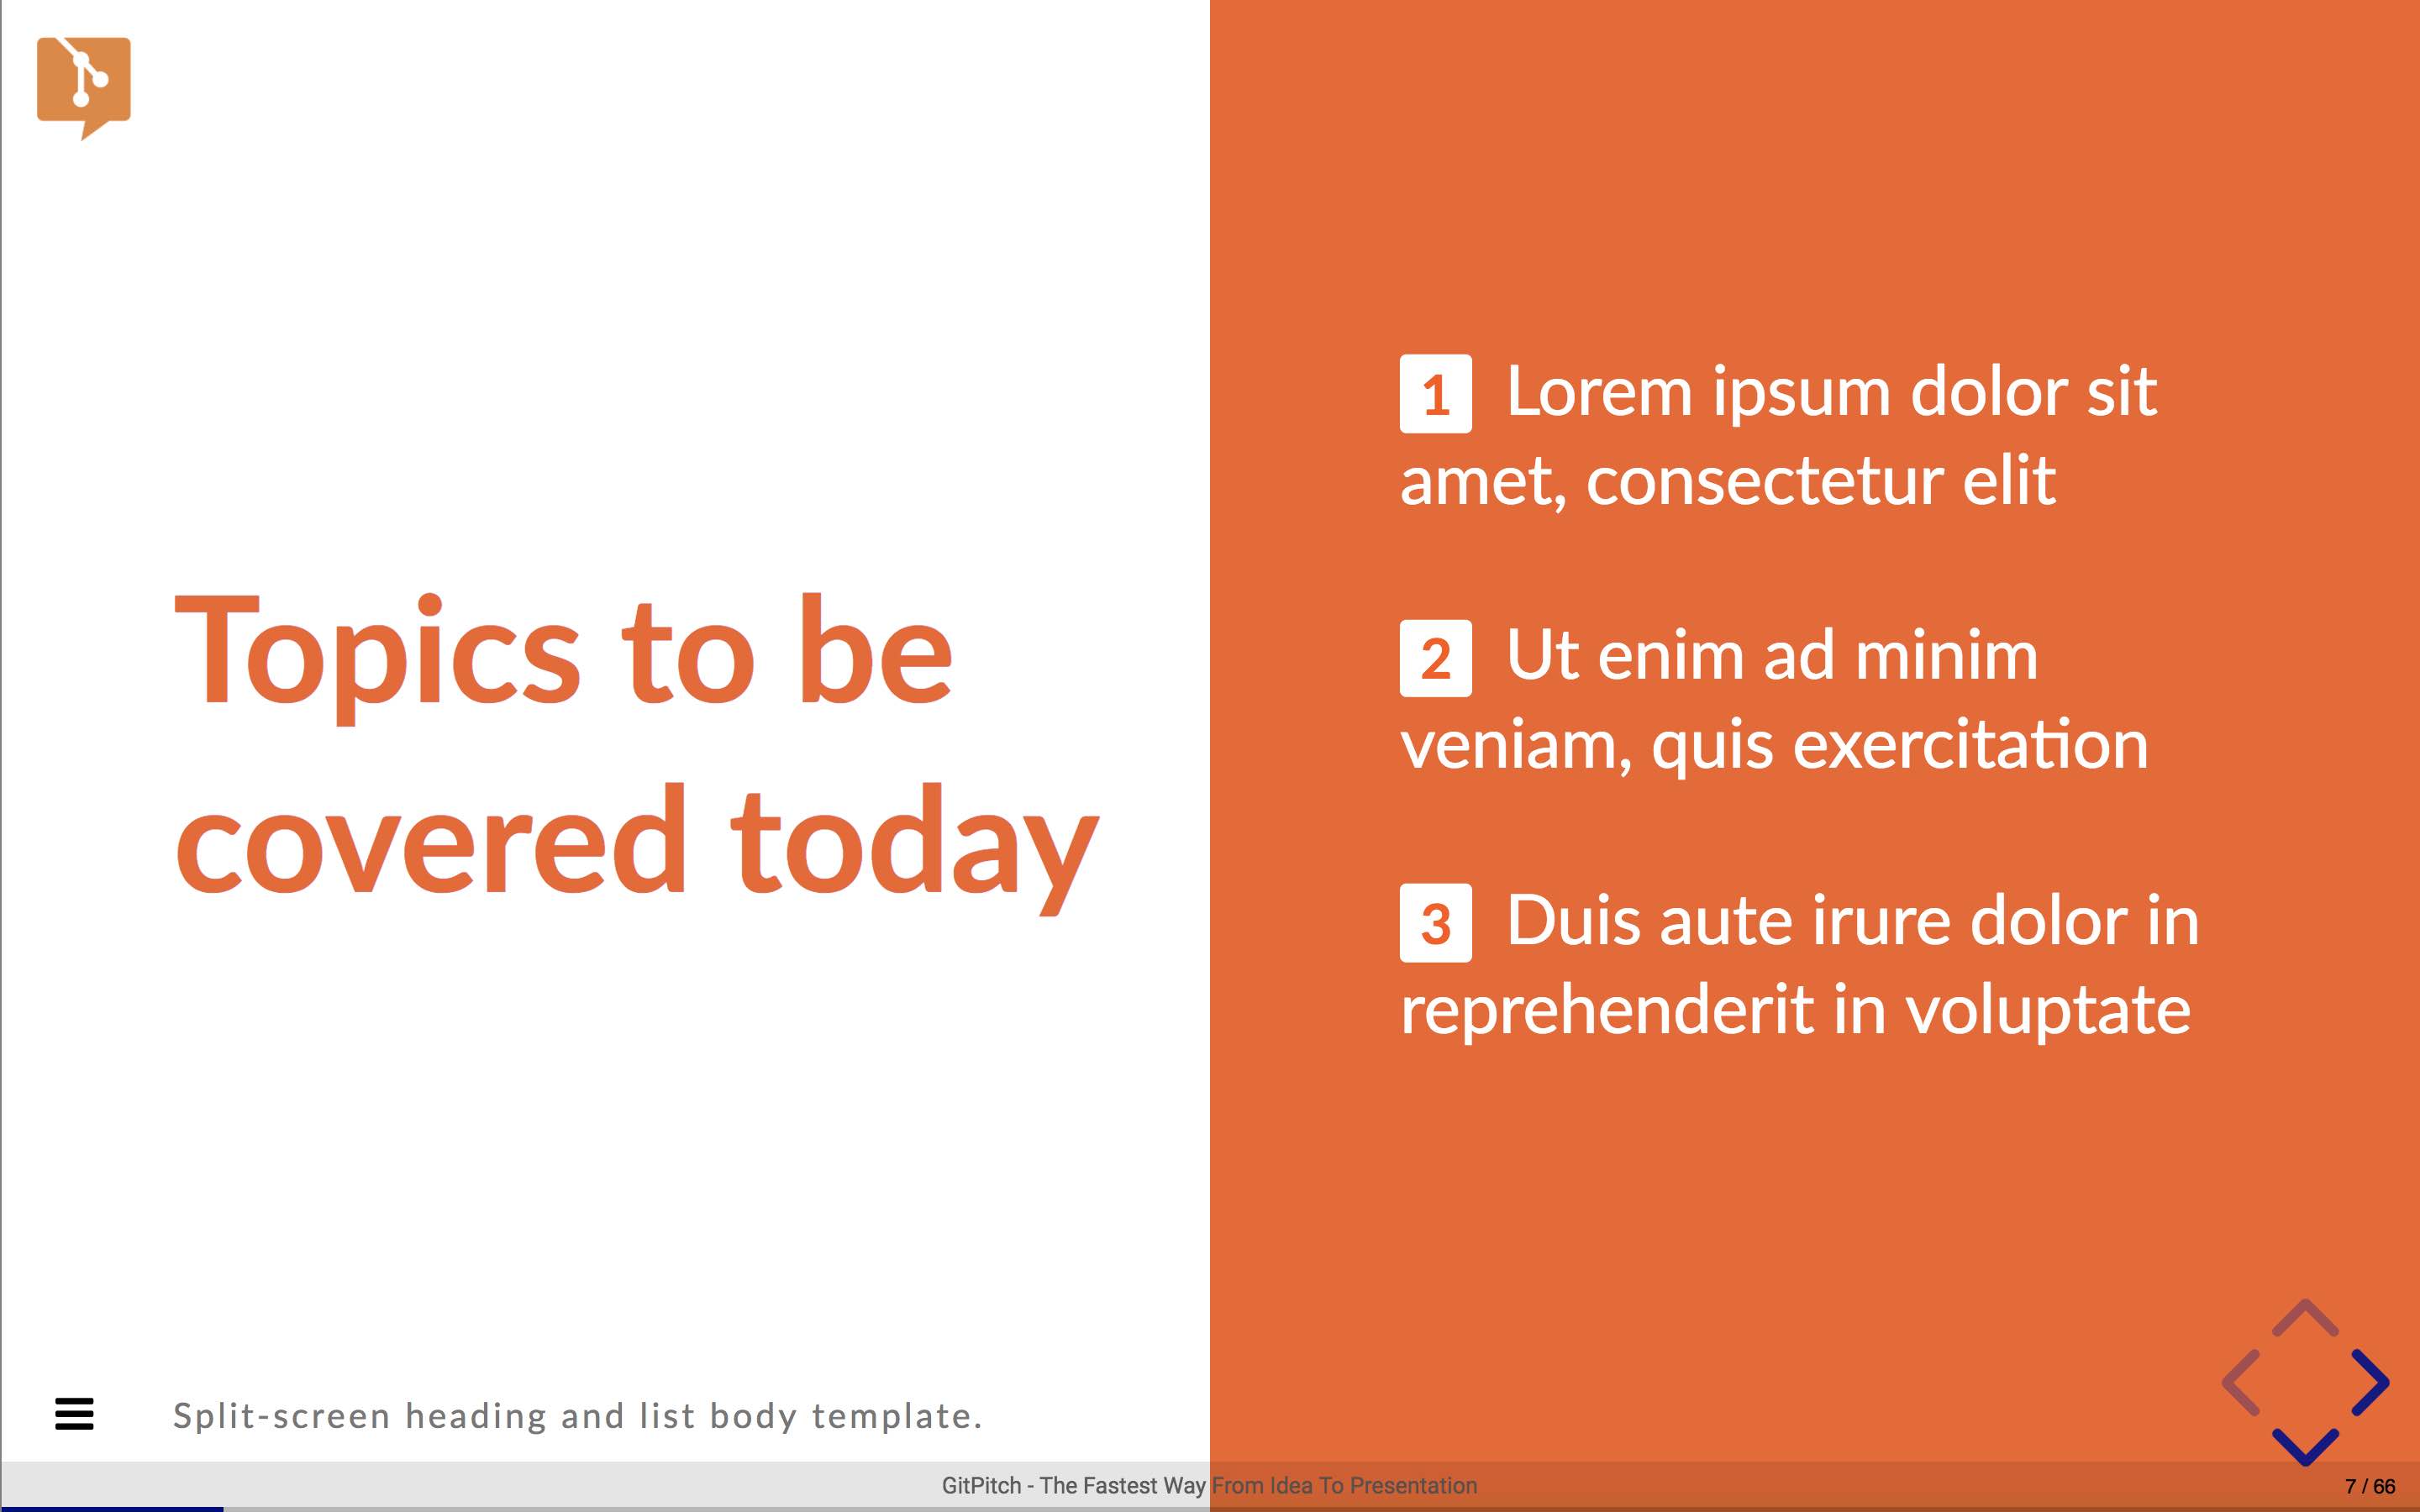 Topics to be
covered today
1 Lorem ipsum dolor sit
amet, consectetur elit
2 Ut enim ad minim
veniam, quis exercitation
3 Duis aute irure dolor in
reprehenderit in voluptate
Split-screen heading and list body template.
GitPitch - The Fastest Way From Idea To Presentation
7 / 66